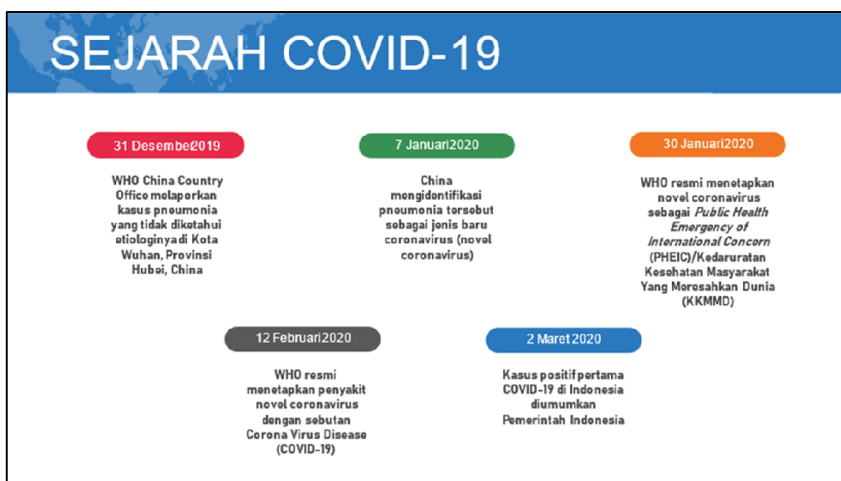 SEJARAH COVID-19
31 Desember2019
WHO China Country
Office melaporkan
kasus pneumonia
yang tidak diketahui
etiologinya di Kota
Wuhan, Provinsi
Hubei, China
7 Januari2020
China
mengidentifikasi
pneumonia tersebut
sebagai jenis baru
coronavirus (novel
coronavirus)
30 Januari2020
WHO resmi menetapkan
novel coronavirus
sebagai Public Health
Emergency of
International Concern
(PHEIC)/Kedaruratan
Kesehatan Masyarakat
Yang Meresahkan Dunia
(KKMMD)
12 Februari2020
WHO resmi
menetapkan penyakit
novel coronavirus
dengan sebutan
Corona Virus Disease
(COVID-19)
2 Maret 2020
Kasus positif pertama
COVID-19 di Indonesia
diumumkan
Pemerintah Indonesia